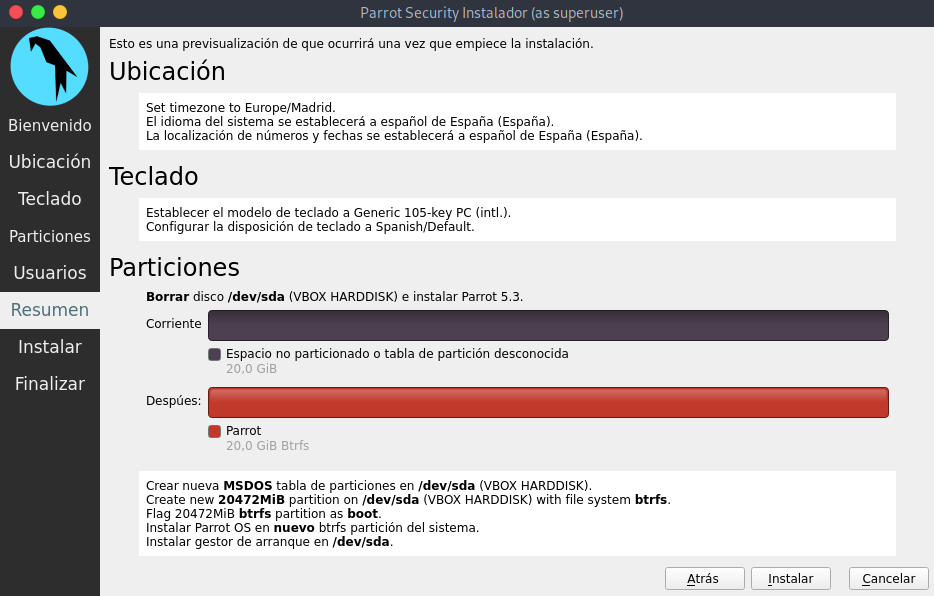 Parrot Security Instalador (as superuser)
Bienvenido
Ubicación
Teclado
Particiones
Usuarios
Resumen
Instalar
Finalizar
Esto es una previsualización de que ocurrirá una vez que empiece la instalación.
Ubicación
Set timezone to Europe/Madrid.
El idioma del sistema se establecerá a español de España (España).
La localización de números y fechas se establecerá a español de España (España).
Teclado
Establecer el modelo de teclado a Generic 105-key PC (intl.).
Configurar la disposición de teclado a Spanish/Default.
Particiones
Borrar disco /dev/sda (VBOX HARDDISK) e instalar Parrot 5.3.
Corriente
Espacio no particionado o tabla de partición desconocida
20,0 GiB
Despúes:
Parrot
20,0 GiB Btrfs
Crear nueva MSDOS tabla de particiones en /dev/sda (VBOX HARDDISK).
Create new 20472MiB partition on /dev/sda (VBOX HARDDISK) with file system btrfs.
Flag 20472MiB btrfs partition as boot.
Instalar Parrot OS en nuevo btrfs partición del sistema.
Instalar gestor de arranque en /dev/sda.
Atrás
Instalar
Cancelar